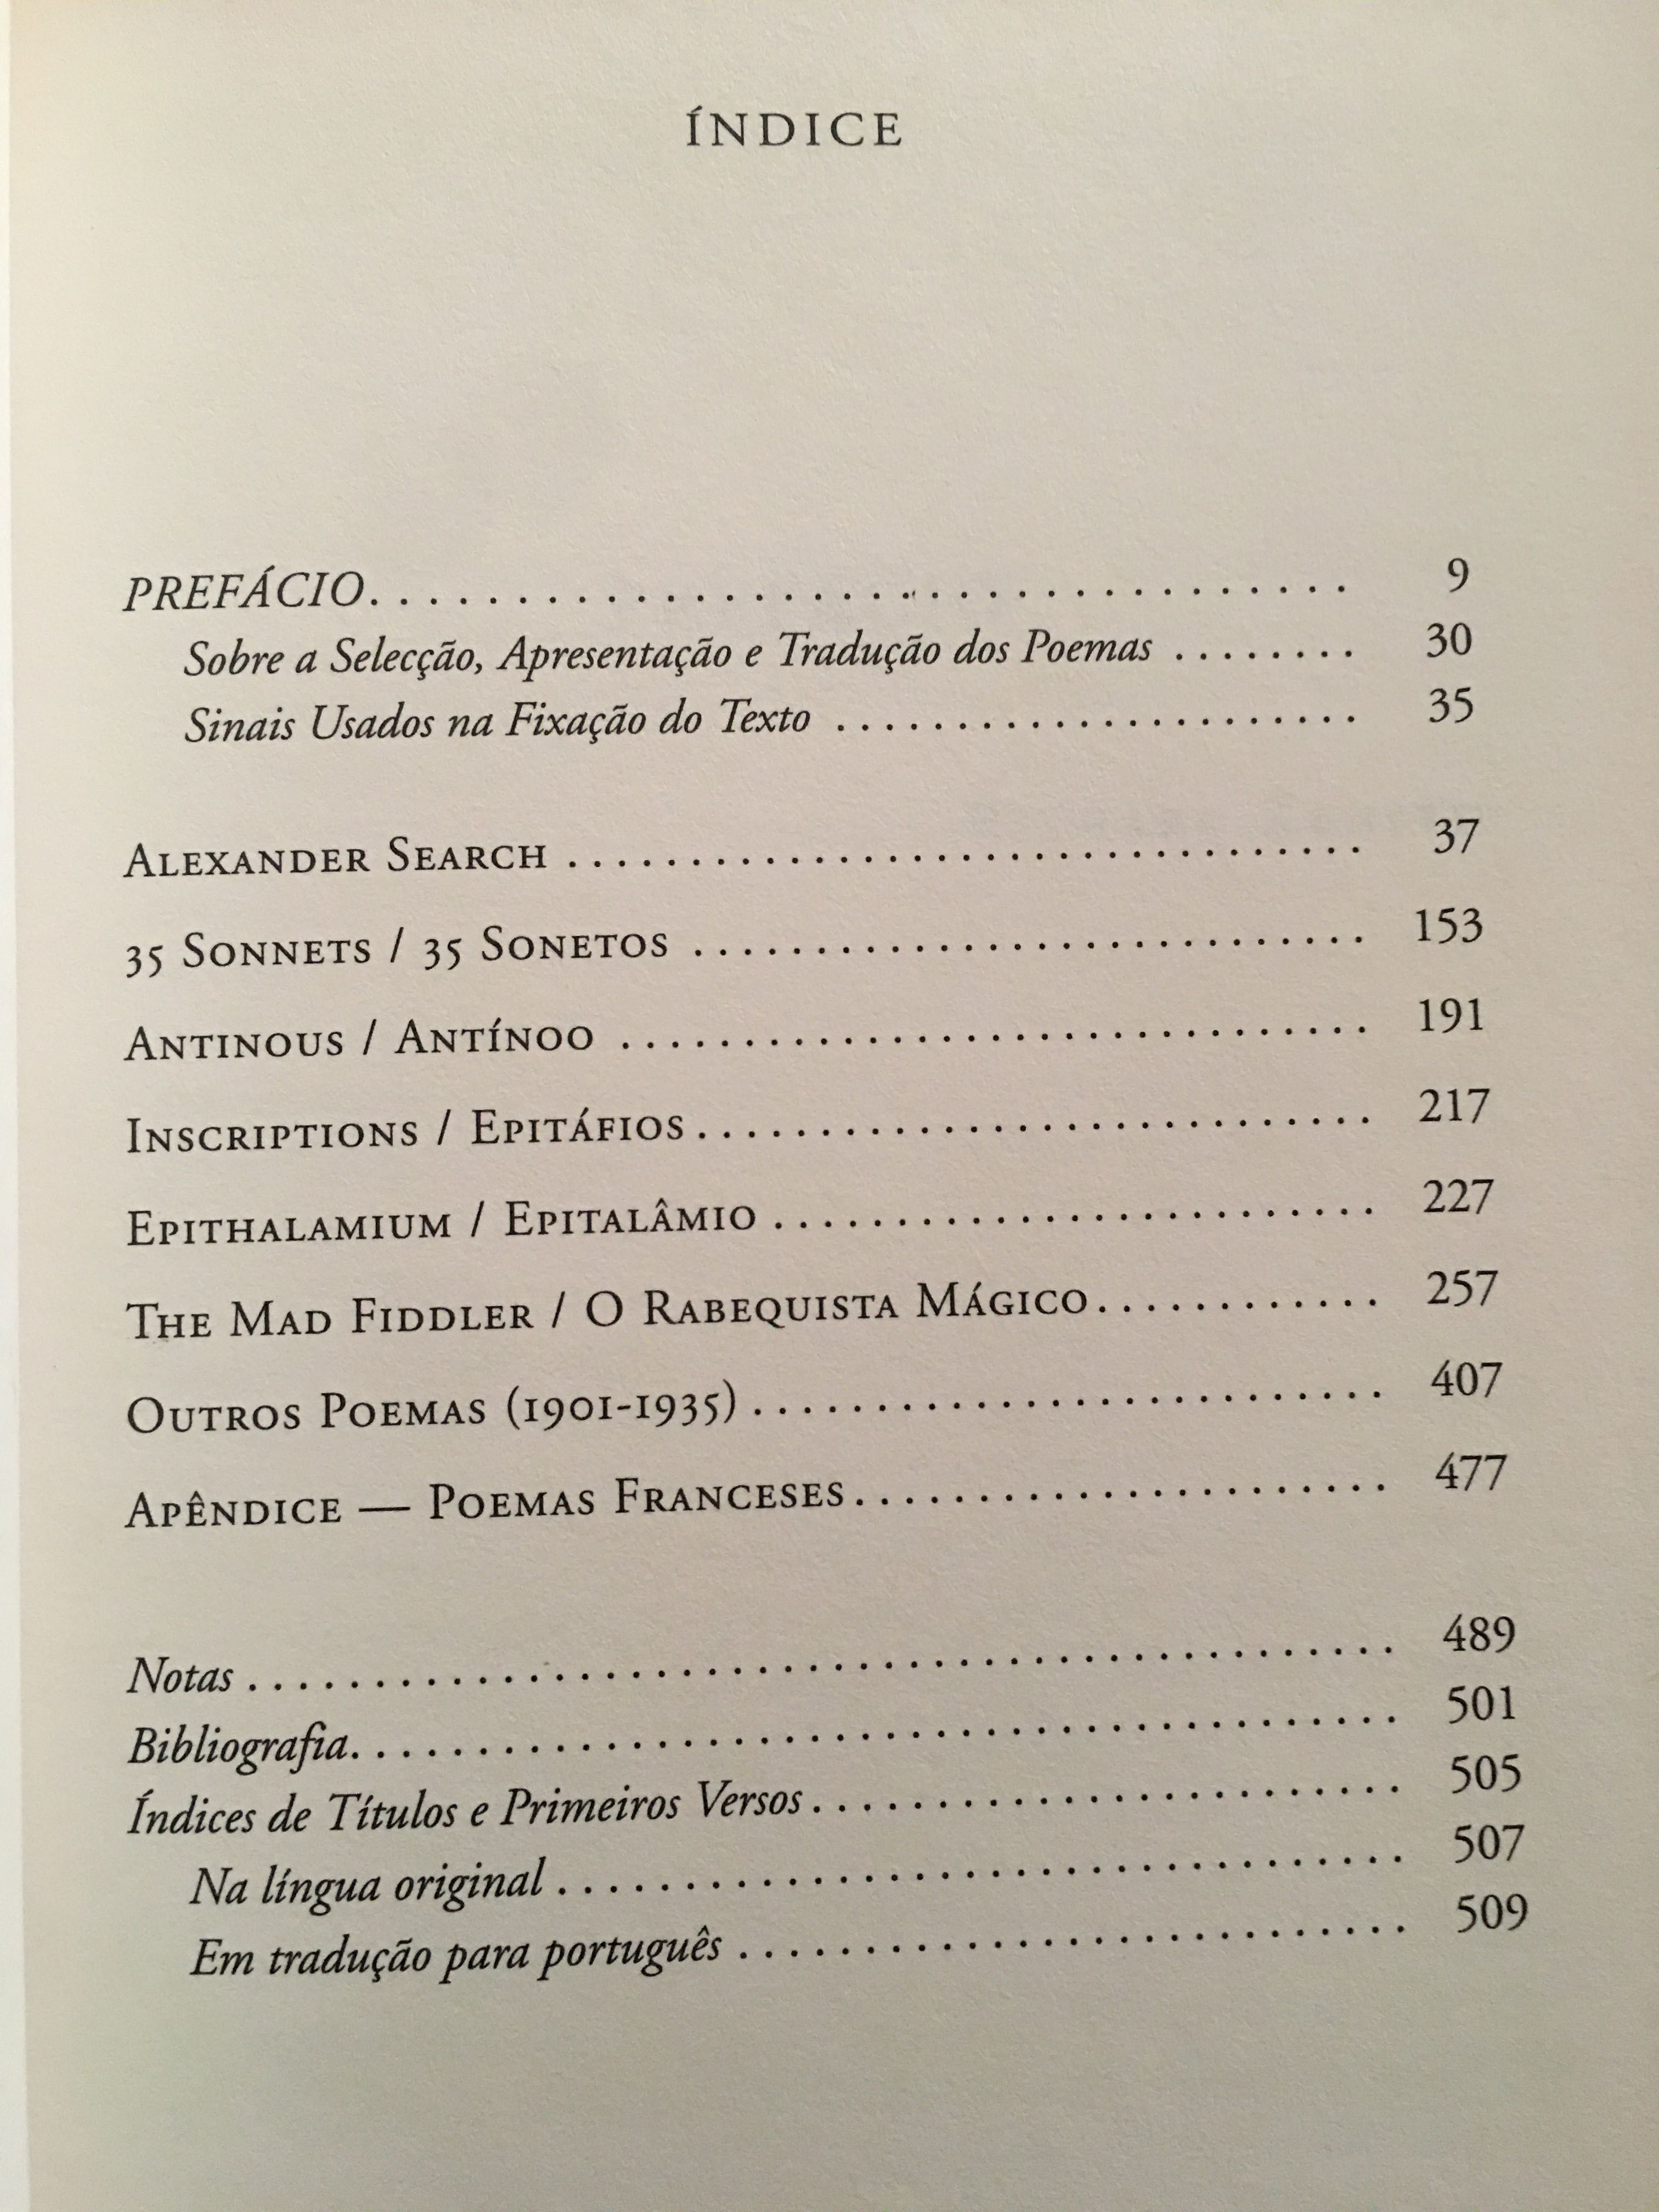 ÍNDICE
PREFÁCIO. . . . . . . . . . . . . . . . . . . . . . . . . . . . . . . . . . 9
Sobre a Selecção, Apresentação e Tradução dos Poemas . . . . . . . . 30
Sinais Usados na Fixação do Texto . . . . . . . . . . . . . . . . . . . . . 35
Alexander Search . . . . . . . . . . . . . . . . . . . . . . . . . . . . . . . . 37
35 Sonnets / 35 Sonetos . . . . . . . . . . . . . . . . . . . . . . . . . . . 153
Antinous / Antínoo . . . . . . . . . . . . . . . . . . . . . . . . . . . . . . 191
Inscriptions / Epitáfios . . . . . . . . . . . . . . . . . . . . . . . . . . . 217
Epithalamium / Epitalâmio . . . . . . . . . . . . . . . . . . . . . . . . 227
The Mad Fiddler / O Rabequista Mágico . . . . . . . . . . . . 257
Outros Poemas (1901-1935) . . . . . . . . . . . . . . . . . . . . . . . . . 407
Apêndice — Poemas Franceses . . . . . . . . . . . . . . . . . . . . . 477
Notas . . . . . . . . . . . . . . . . . . . . . . . . . . . . . . . . . . . . . . . . . . . 489
Bibliografia. . . . . . . . . . . . . . . . . . . . . . . . . . . . . . . . . . . . . . . 501
Índices de Títulos e Primeiros Versos . . . . . . . . . . . . . . . . . . . . . . . 505
Na língua original . . . . . . . . . . . . . . . . . . . . . . . . . . . . . . . . . 507
Em tradução para português . . . . . . . . . . . . . . . . . . . . . . . . . . 509